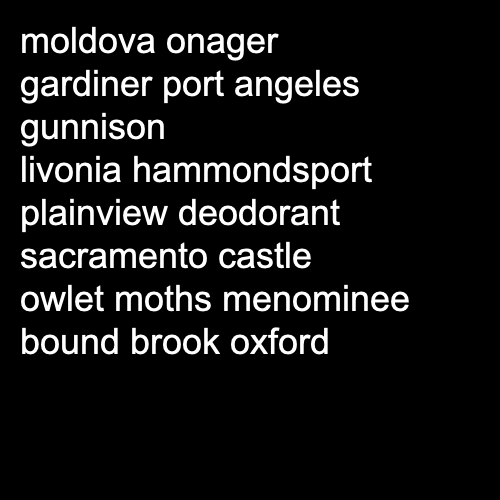 moldova onager
gardiner port angeles
gunnison
livonia hammondsport
plainview deodorant
sacramento castle
owlet moths menominee
bound brook oxford